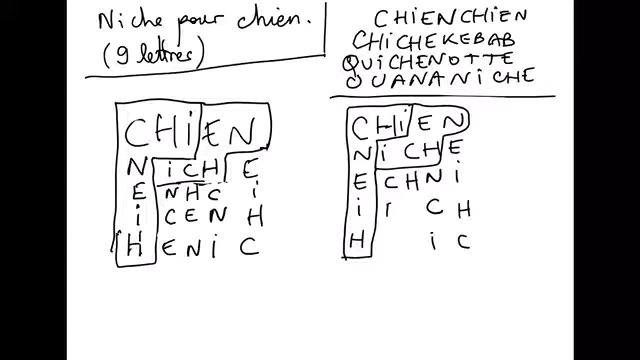 Niche pour chien.
(9 lettres)
CHiENCHiEN
CHiCHEKEBAB
QUiCHENOTTE
OUANANiCHE
CHiEN
NiCHE
ENHCi
iCENH
HENiC
CHiEN
NiCHE
ECHNi
ii CH
H iC